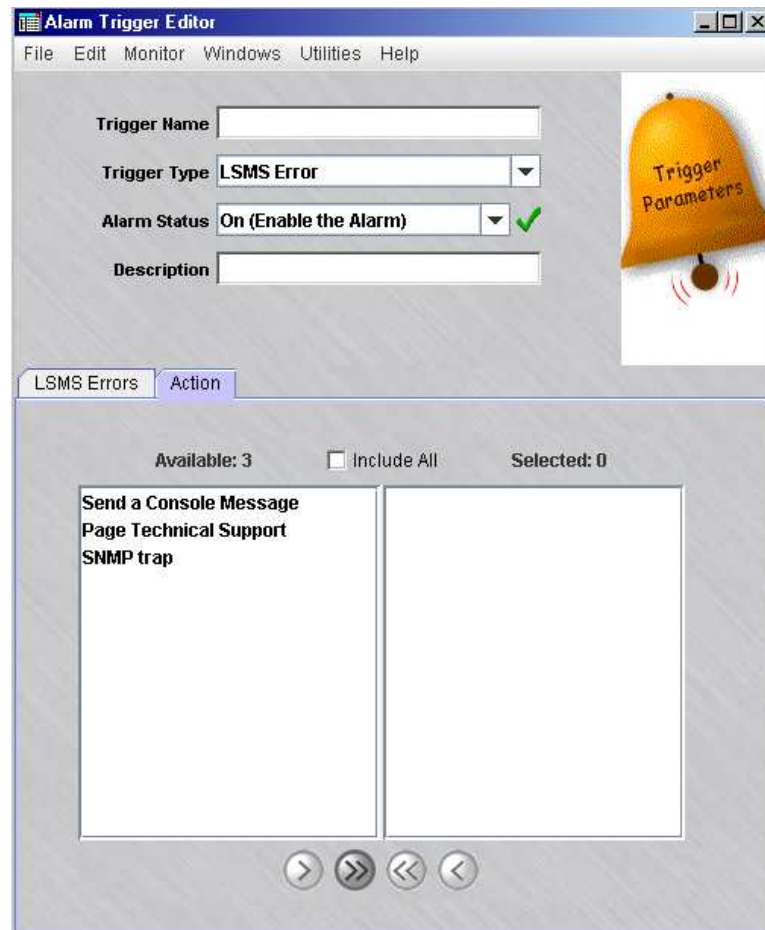 Alarm Trigger Editor
File Edit Monitor Windows Utilities Help
Trigger Name
Trigger Type LSMS Error
Alarm Status On (Enable the Alarm)
Description
Trigger
Parameters
LSMS Errors Action
Available: 3 Include All Selected: 0
Send a Console Message
Page Technical Support
SNMP trap